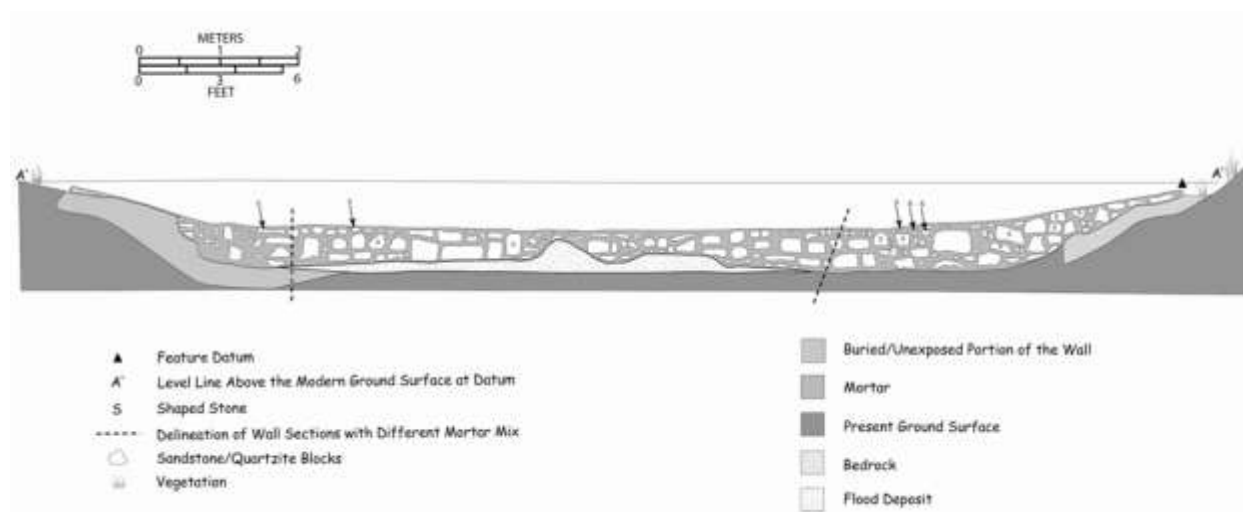 METERS
0 1 2
0 3 6
FEET
A'
A'
Feature Datum
A' Level Line Above the Modern Ground Surface at Datum
S Shaped Stone
Delineation of Wall Sections with Different Mortar Mix
Sandstone/Quartzite Blocks
Vegetation
Buried/Unexposed Portion of the Wall
Mortar
Present Ground Surface
Bedrock
Flood Deposit